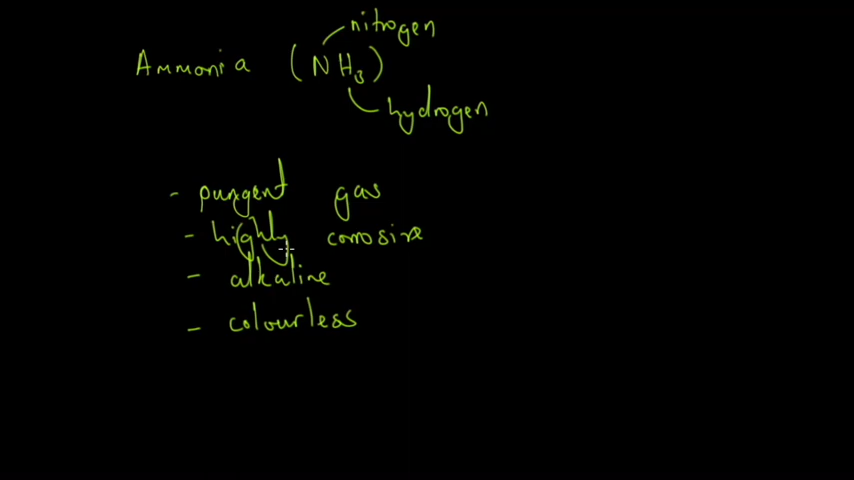 nitrogen
Ammonia (NH₃)
hydrogen
- pungent gas
- highly corrosive
- alkaline
- colourless